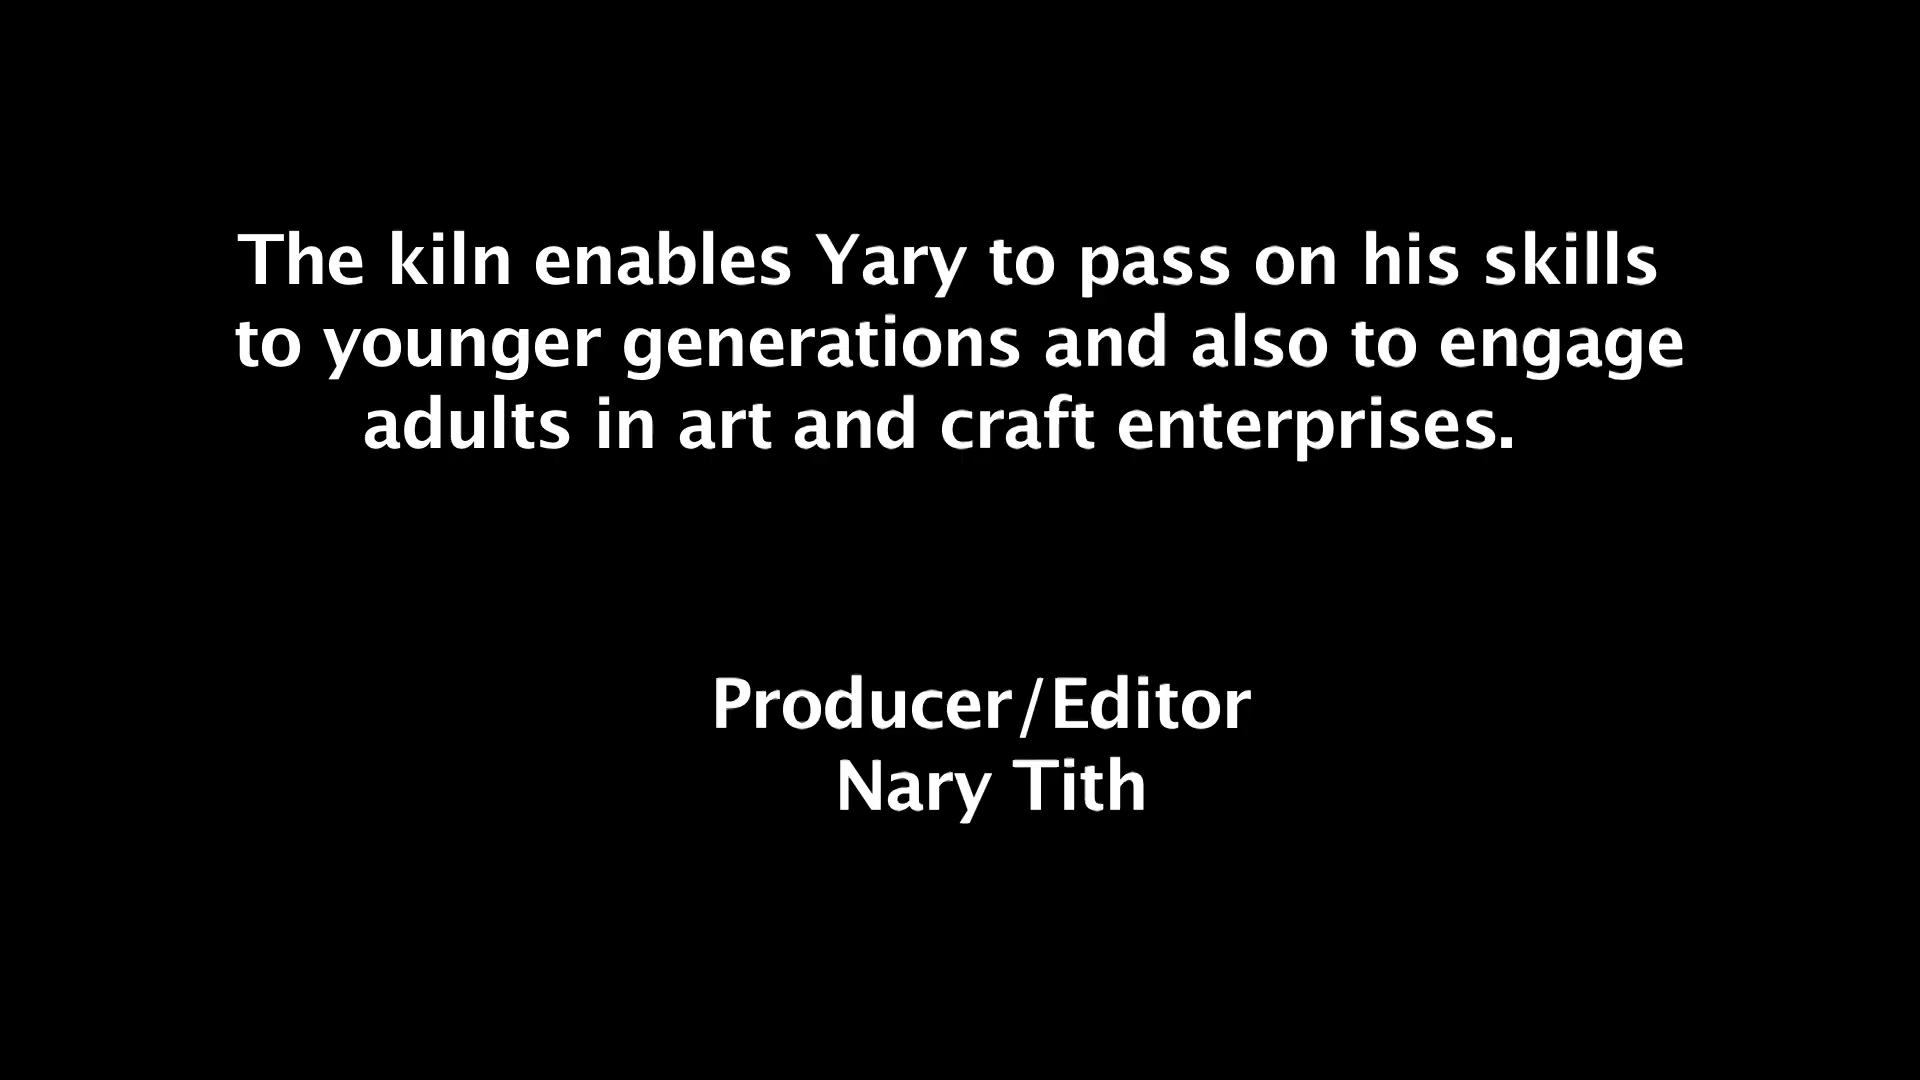 The kiln enables Yary to pass on his skills
to younger generations and also to engage
adults in art and craft enterprises.
Producer/Editor
Nary Tith